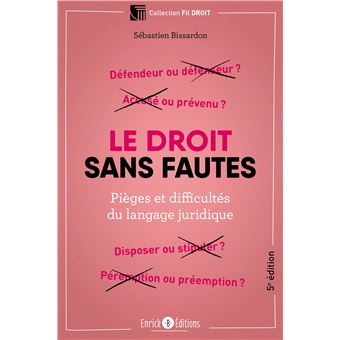 Collection Fil DROIT
Sébastien Bissardon
Défendeur ou défenseur ?
Accusé ou prévenu ?
LE DROIT
SANS FAUTES
Pièges et difficultés
du langage juridique
Disposer ou stipuler ?
Péremption ou préemption ?
5e édition
Enrick B Éditions